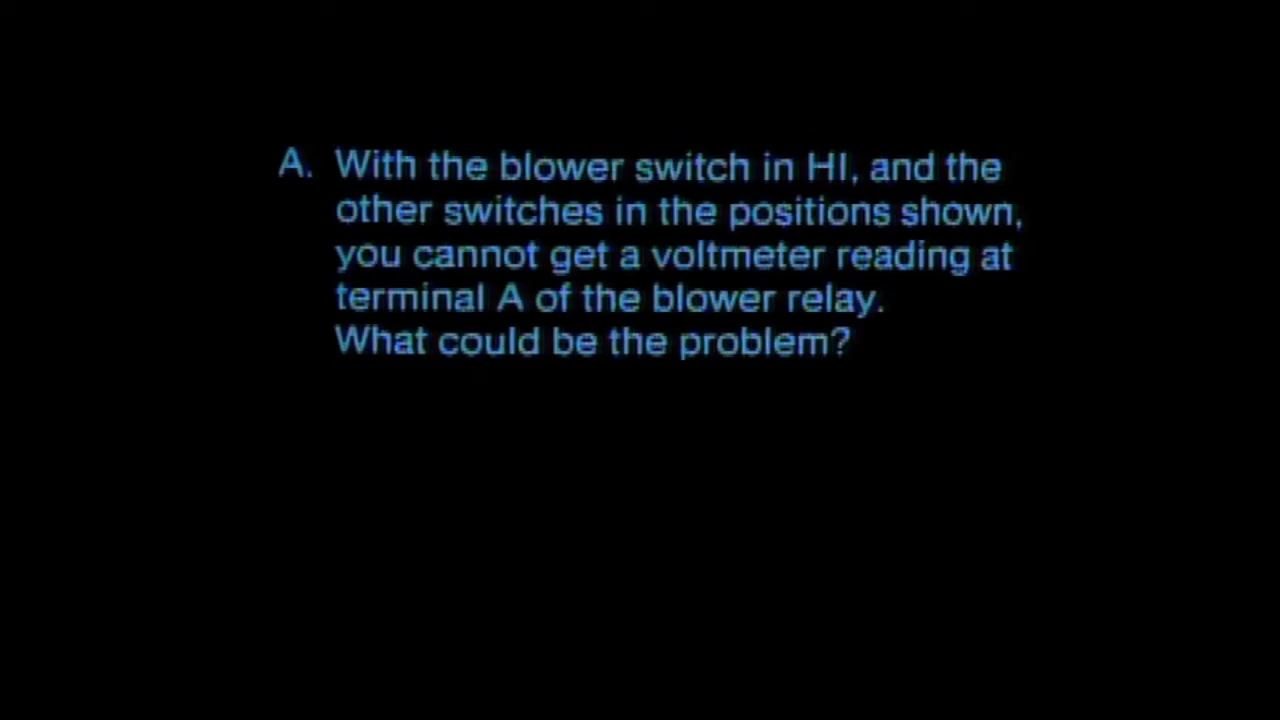 A. With the blower switch in HI, and the
other switches in the positions shown,
you cannot get a voltmeter reading at
terminal A of the blower relay.
What could be the problem?